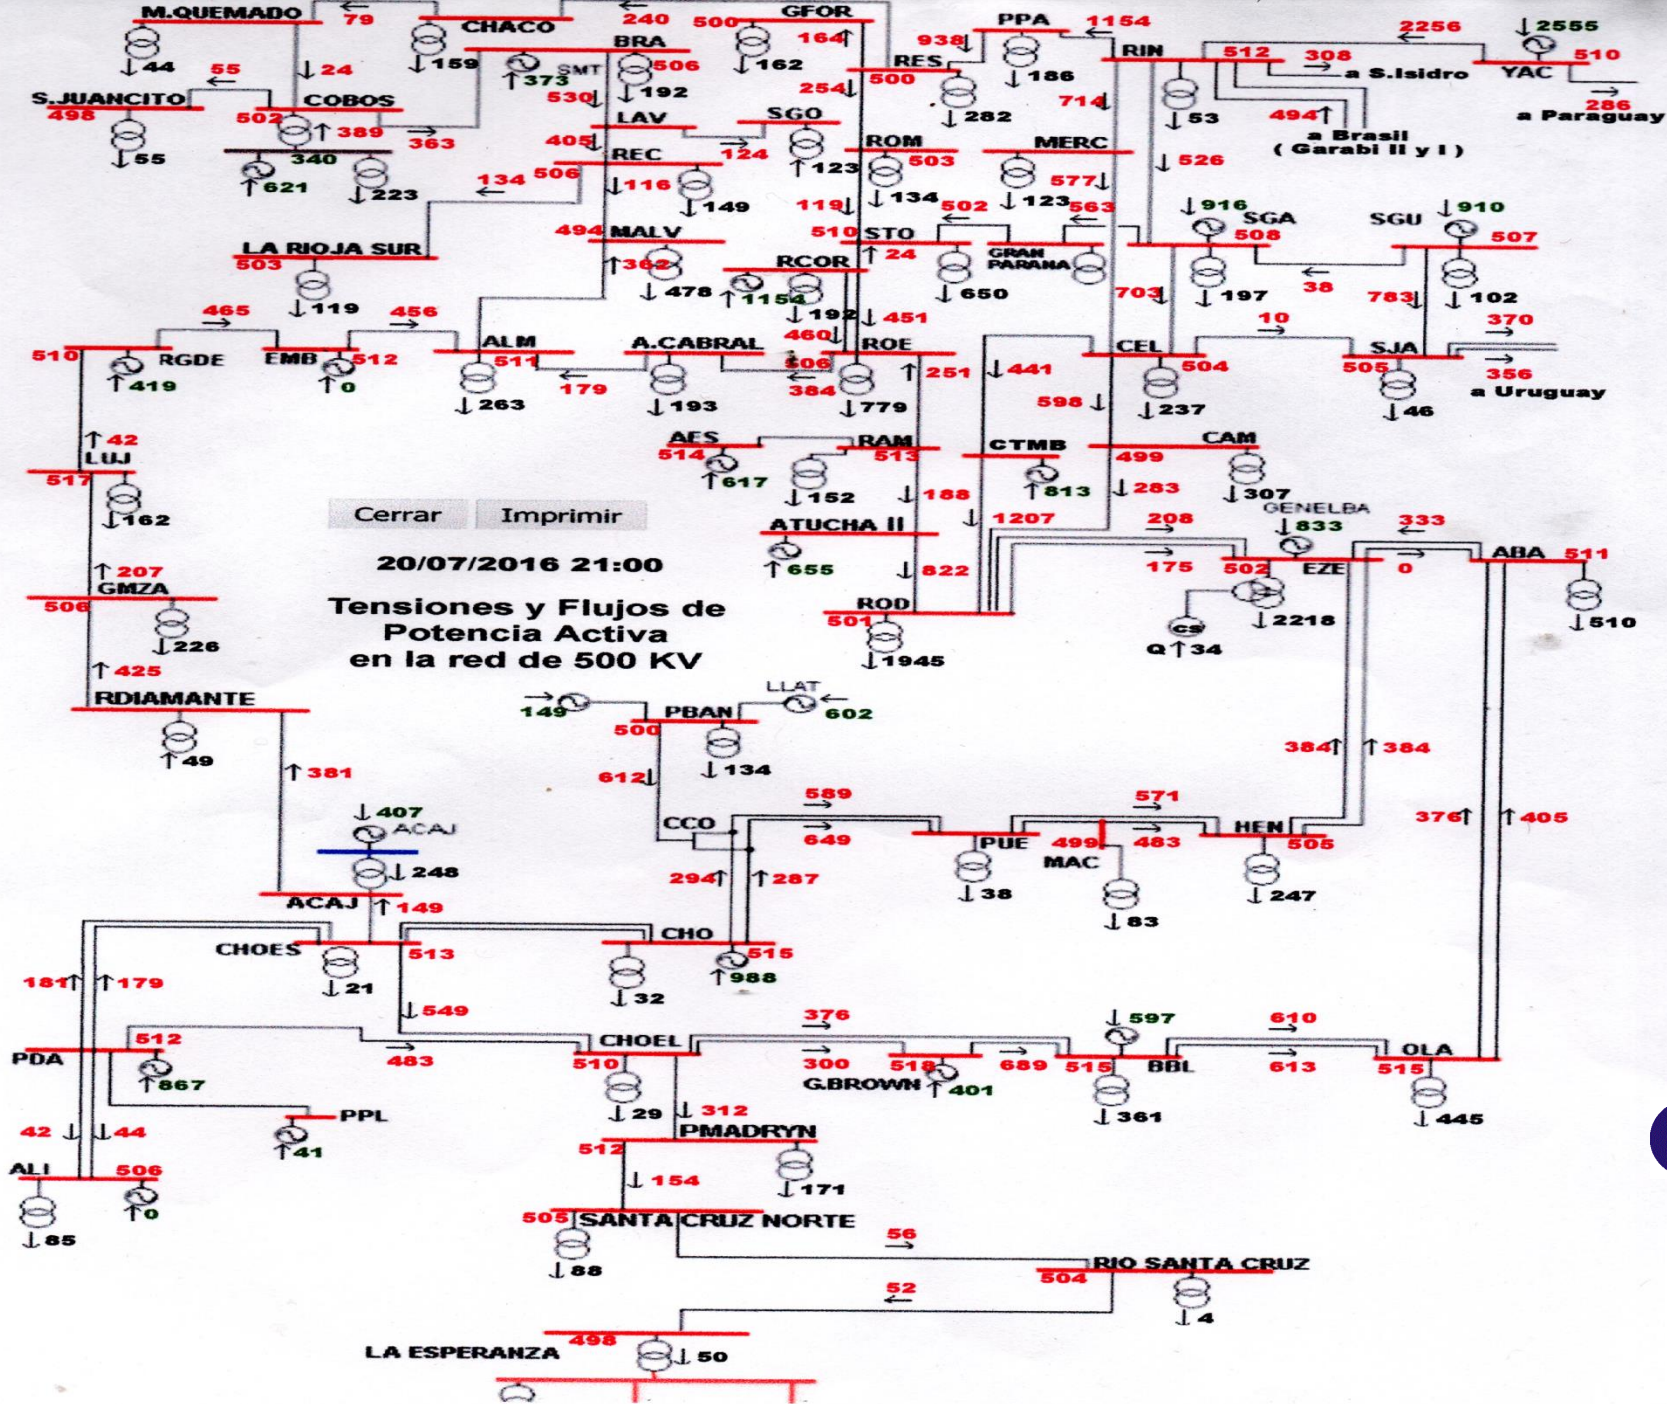 M.QUEMADO ← 79 CHACO ← 240 500 GFOR PPA 1154 2256 ↓2555
BRA 164↑ 938↓ ← RIN 512 308 510
↓44 ↓159 ↑373 SMT 506 ↓162 RES ↓186 → a S.Isidro YAC
55 ↓24 530↓ ↓192 254↓ 500 714↓ 286 →
S.JUANCITO COBOS LAV SGO ↓282 ↓53 494↑ a Paraguay
498 502 ↑389 363 405↓ 124 ROM MERC a Brasil
↓55 340 REC ↑123 503 ↓526 ( Garabi II y I )
↑621 ↓223 134 506 ↓116 ↓134 577↓
↓149 119↓ 502 ↓123 563 ↓916 SGA SGU ↓910
LA RIOJA SUR 494 MALV 510 STO GRAN PARANA 508 507
503 ↑362 RCOR ↑24
↓119 ↓478 ↑1154 ↓192 ↓650 703↓ ↓197 38 783↓ ↓102
465 456 460↓ ↓451 10 370
510 RGDE EMB 512 ALM 511 A.CABRAL 506 ROE CEL 504 SJA 505 356
↑419 ↑0 179 384 ↑251 ↓441 a Uruguay
↓263 ↓193 ↓779 598↓ ↓237 ↓46
↑42 AES RAM CTMB CAM
LUJ 514 513 499
517 ↑617 ↓152 ↓188 ↑813 ↓283 ↓307
↓162 Cerrar Imprimir ATUCHA II ↓1207 208 GENELBA 333
20/07/2016 21:00 ↓833
↑207 ↑655 ↓822 175 502 EZE 0 ABA 511
GMZA Tensiones y Flujos de ROD cs
506 Potencia Activa 501 ↓2218 ↓510
↓226 en la red de 500 KV ↓1945 Q↑34
↑425
RDIAMANTE 149 PBAN LLAT 602
↑49 500
↑381 612↓ ↓134 384↑ ↑384
↓407 ACAJ 589 571
CCO 649 PUE 499 483 HEN 505 376↑ ↑405
↓248 294↑ ↑287 MAC
ACAJ ↑149 ↓38 ↓83 ↓247
CHOES 513 CHO 515
181↑ ↑179 ↓21 ↓32 ↑988
↓549 376 ↓597 610
PDA 512 483 510 CHOEL 300 518 689 515 BBL 613 515 OLA
↑867 G.BROWN ↑401
↓29 ↓312 ↓361 ↓445
42 ↓ ↓44 PPL PMADRYN
↑41 512
ALI 506 ↓154 ↓171
↑0 505 SANTA CRUZ NORTE
↓85 56
↓88 RIO SANTA CRUZ
52 504
↓4
498
LA ESPERANZA ↓50